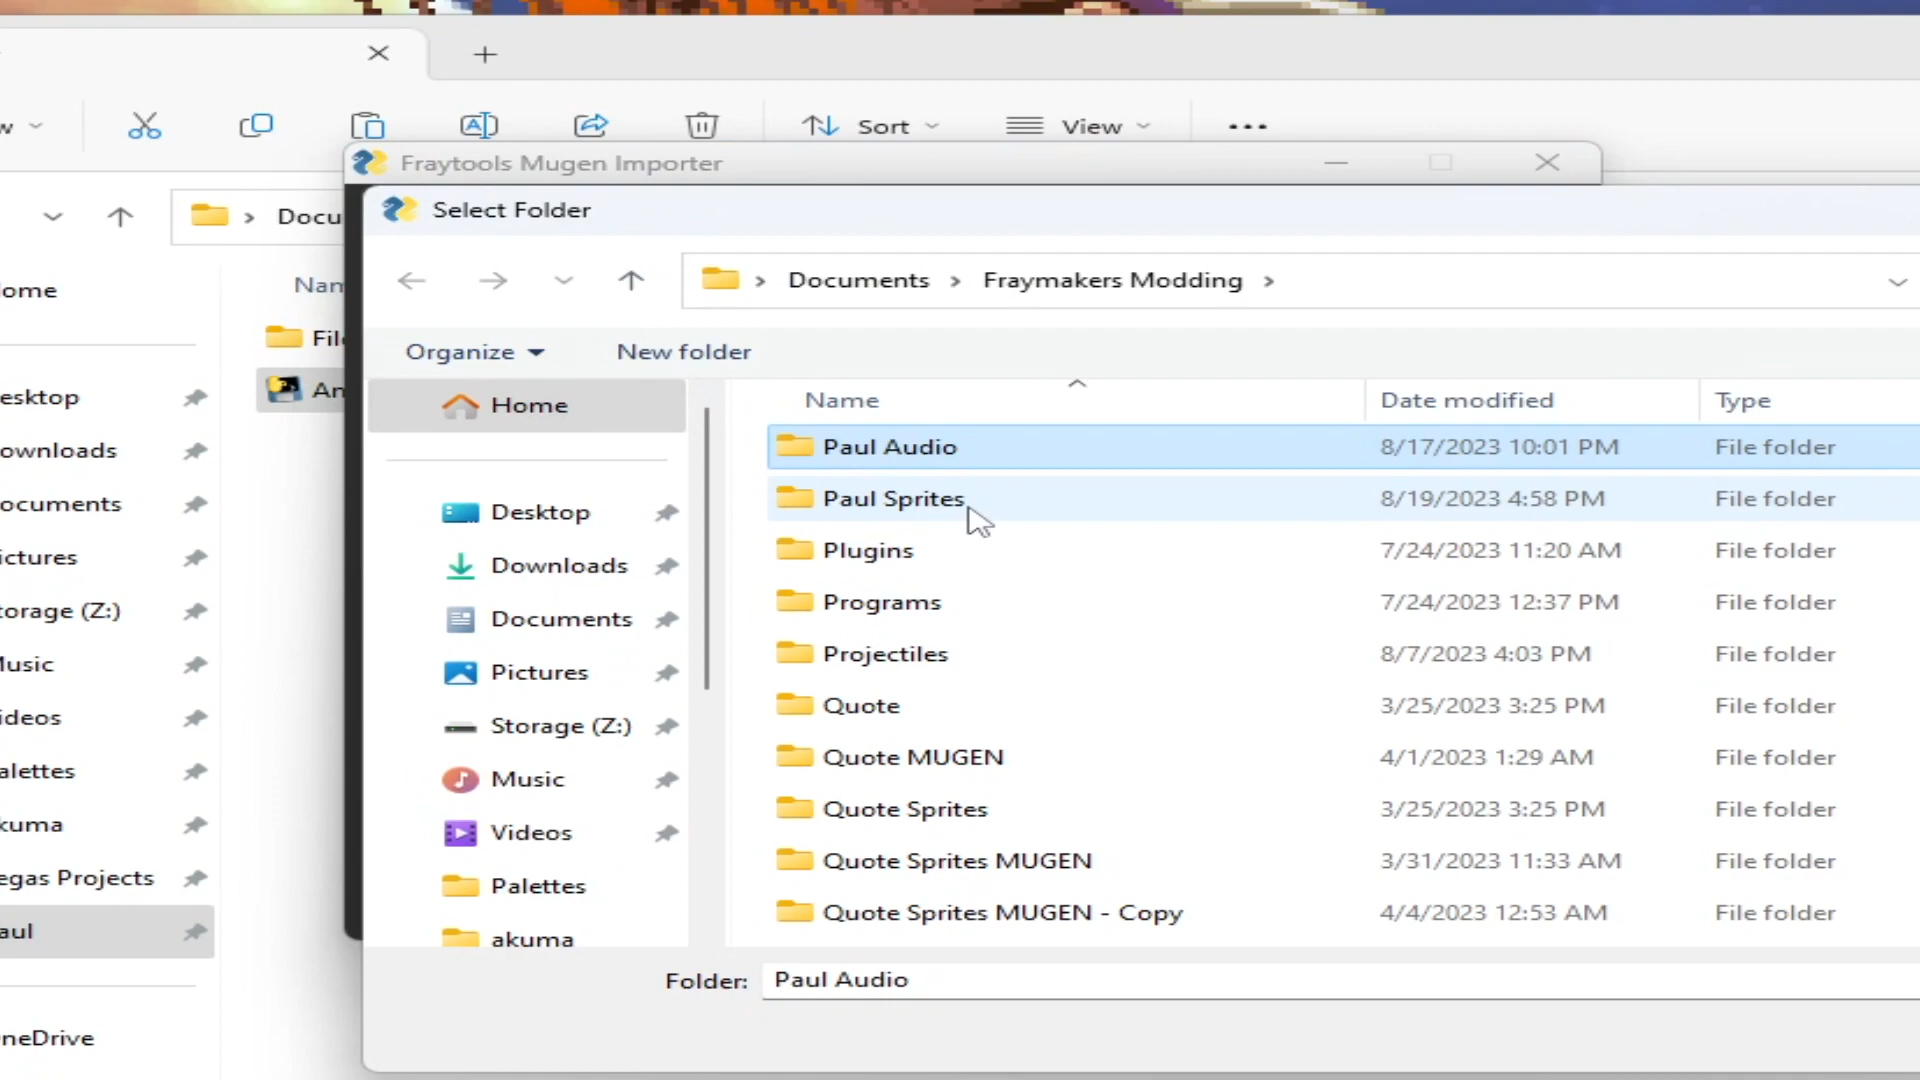 w
Sort
View
Fraytools Mugen Importer
Select Folder
Docu
Documents > Fraymakers Modding >
ome
Nam
Organize
New folder
File
An
Home
Name
Date modified
Type
esktop
ownloads
ocuments
ictures
torage (Z:)
usic
ideos
alettes
kuma
egas Projects
aul
neDrive
Desktop
Downloads
Documents
Pictures
Storage (Z:)
Music
Videos
Palettes
akuma
Paul Audio 8/17/2023 10:01 PM File folder
Paul Sprites 8/19/2023 4:58 PM File folder
Plugins 7/24/2023 11:20 AM File folder
Programs 7/24/2023 12:37 PM File folder
Projectiles 8/7/2023 4:03 PM File folder
Quote 3/25/2023 3:25 PM File folder
Quote MUGEN 4/1/2023 1:29 AM File folder
Quote Sprites 3/25/2023 3:25 PM File folder
Quote Sprites MUGEN 3/31/2023 11:33 AM File folder
Quote Sprites MUGEN - Copy 4/4/2023 12:53 AM File folder
Folder: Paul Audio